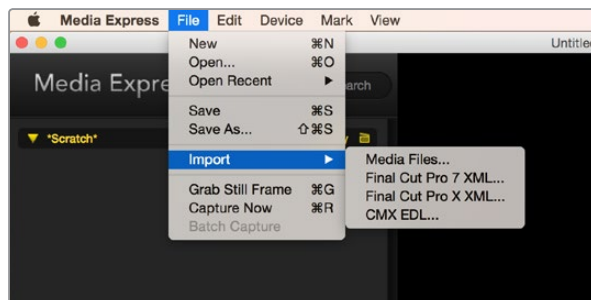 Media Express File Edit Device Mark View
Untitle
Media Expre
arch
*Scratch*
New ⌘N
Open... ⌘O
Open Recent ▶
Save ⌘S
Save As... ⇧⌘S
Import ▶
Grab Still Frame ⌘G
Capture Now ⌘R
Batch Capture
Media Files...
Final Cut Pro 7 XML...
Final Cut Pro X XML...
CMX EDL...